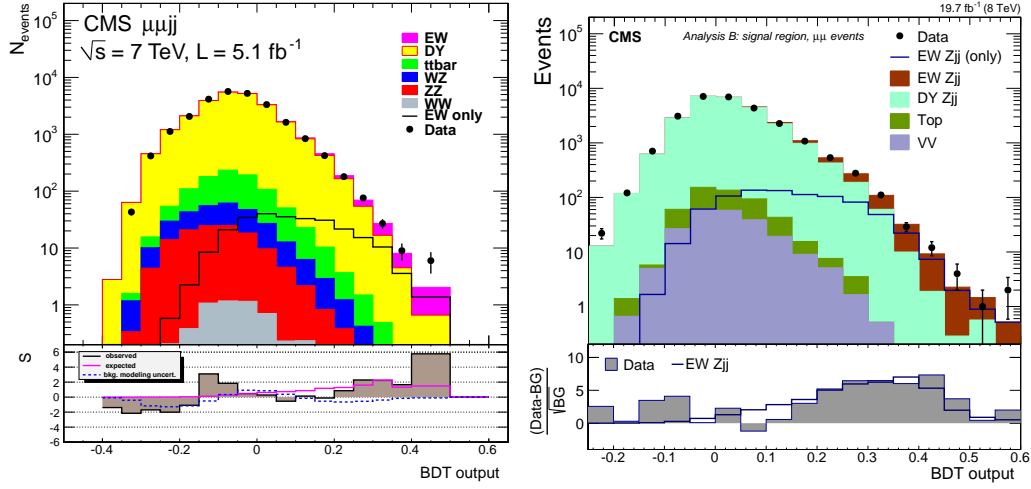 CMS μμjj
√s = 7 TeV, L = 5.1 fb⁻¹
N_events
10⁵
10⁴
10³
10²
10
1
EW
DY
ttbar
WZ
ZZ
WW
EW only
Data
S
6
4
2
0
-2
-4
-6
observed
expected
bkg. modeling uncert.
-0.4 -0.2 0 0.2 0.4 0.6
BDT output
19.7 fb⁻¹ (8 TeV)
CMS
Analysis B: signal region, μμ events
Events
10⁵
10⁴
10³
10²
10
1
Data
EW Zjj (only)
EW Zjj
DY Zjj
Top
VV
(Data-BG)
√BG
10
5
0
Data
EW Zjj
-0.2 -0.1 0 0.1 0.2 0.3 0.4 0.5 0.6
BDT output